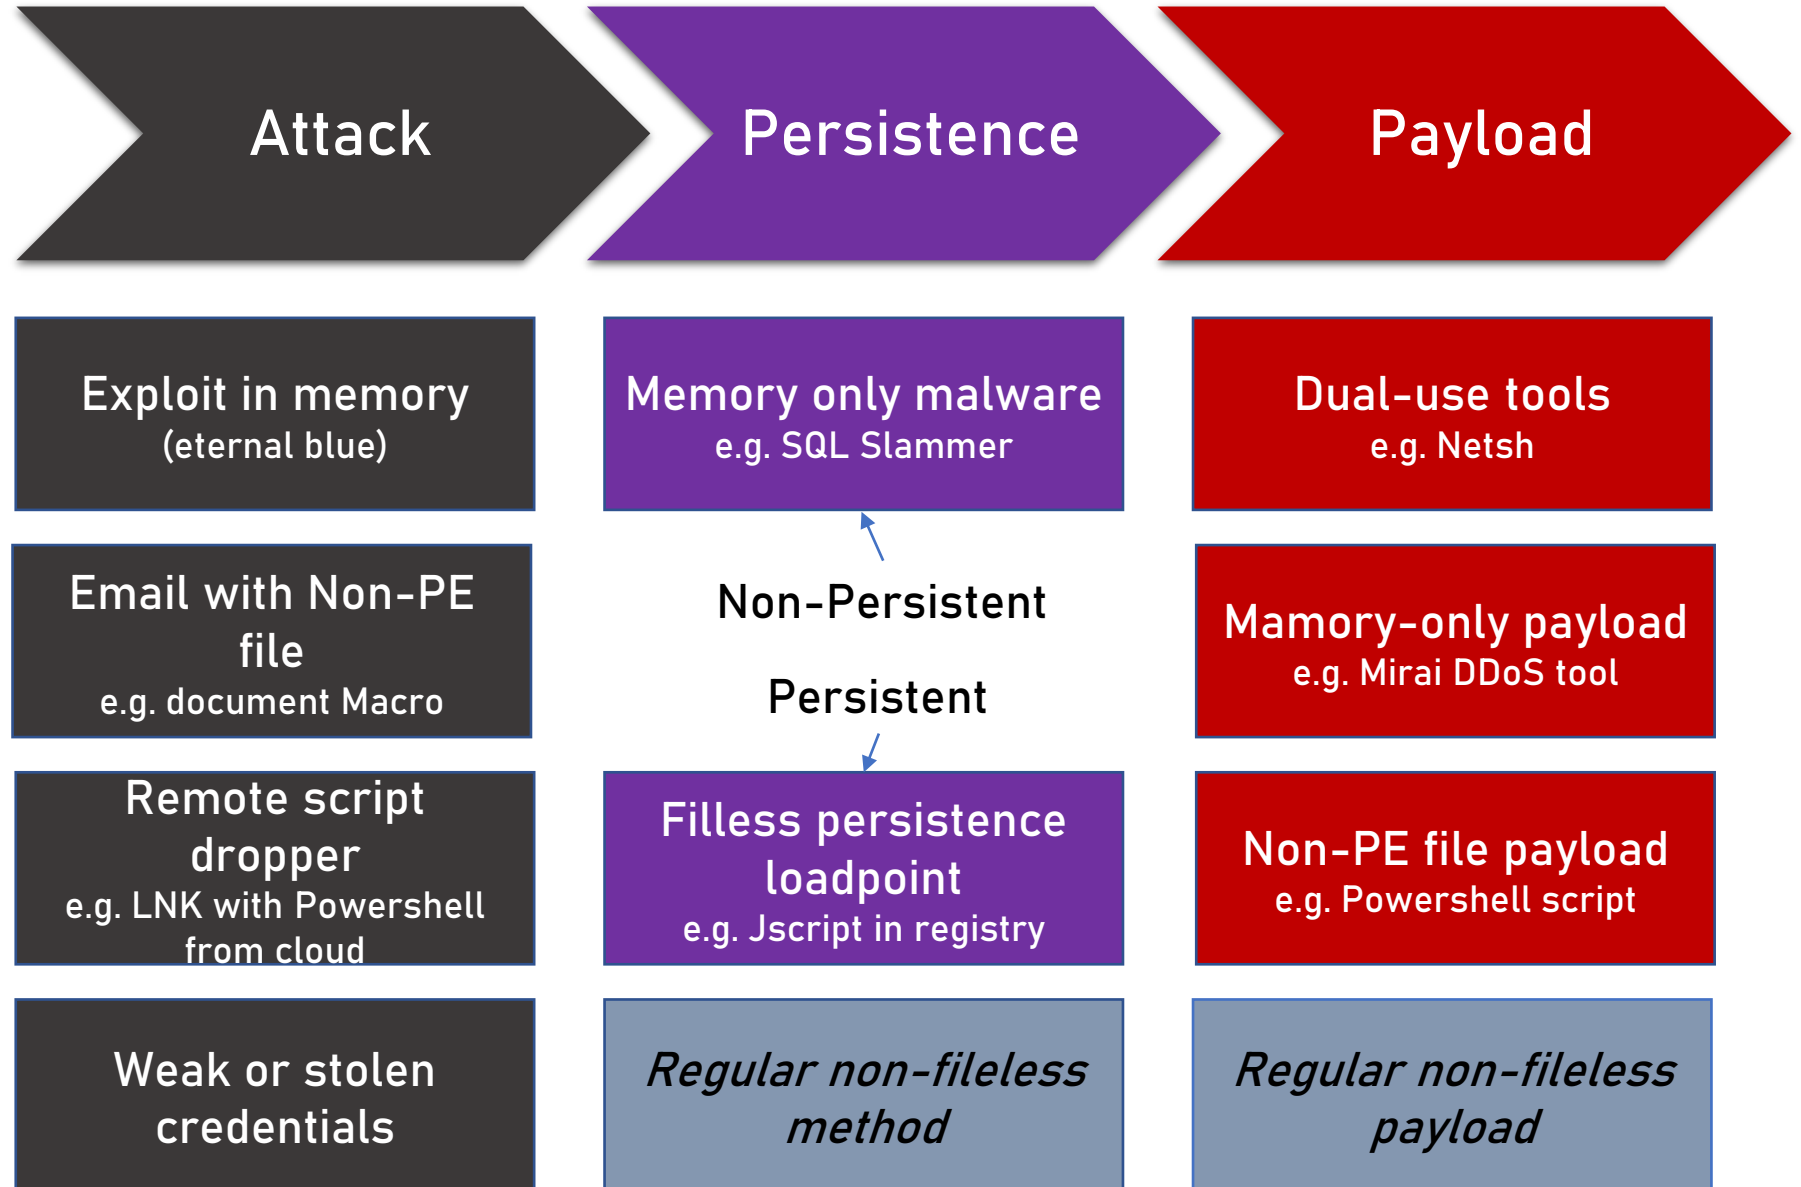 Attack
Persistence
Payload
Exploit in memory
(eternal blue)
Email with Non-PE
file
e.g. document Macro
Remote script
dropper
e.g. LNK with Powershell
from cloud
Weak or stolen
credentials
Memory only malware
e.g. SQL Slammer
Non-Persistent
Persistent
Filless persistence
loadpoint
e.g. Jscript in registry
Regular non-fileless
method
Dual-use tools
e.g. Netsh
Mamory-only payload
e.g. Mirai DDoS tool
Non-PE file payload
e.g. Powershell script
Regular non-fileless
payload